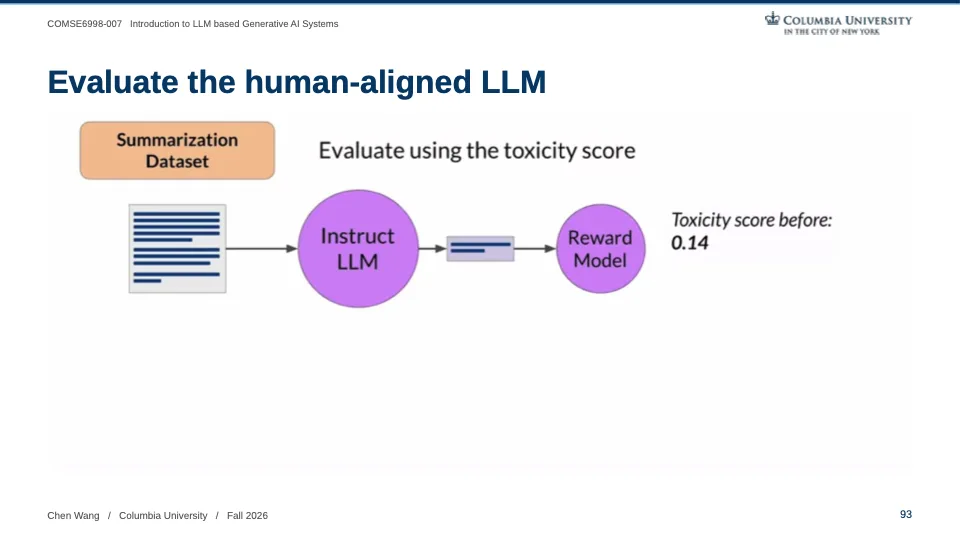 COMSE6998-007 Introduction to LLM based Generative AI Systems
COLUMBIA UNIVERSITY
IN THE CITY OF NEW YORK
Evaluate the human-aligned LLM
Summarization
Dataset
Evaluate using the toxicity score
Instruct
LLM
Reward
Model
Toxicity score before:
0.14
Chen Wang / Columbia University / Fall 2026
93